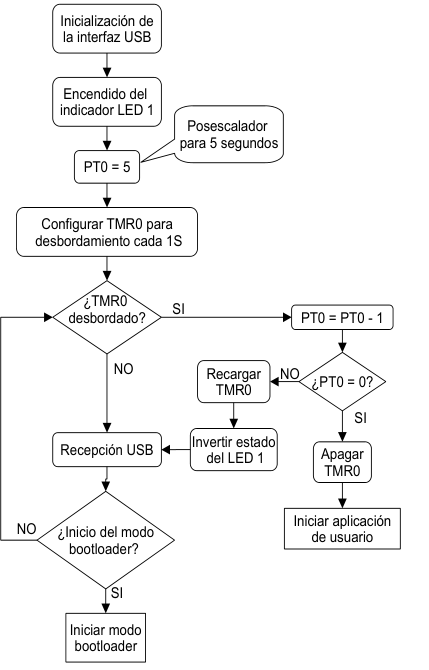 Inicialización de
la interfaz USB
Encendido del
indicador LED 1
Posescalador
para 5 segundos
PT0 = 5
Configurar TMR0 para
desbordamiento cada 1S
¿TMR0
desbordado?
SI
PT0 = PT0 - 1
NO
¿PT0 = 0?
NO
Recargar
TMR0
SI
Invertir estado
del LED 1
Recepción USB
Apagar
TMR0
Iniciar aplicación
de usuario
¿Inicio del modo
bootloader?
NO
SI
Iniciar modo
bootloader